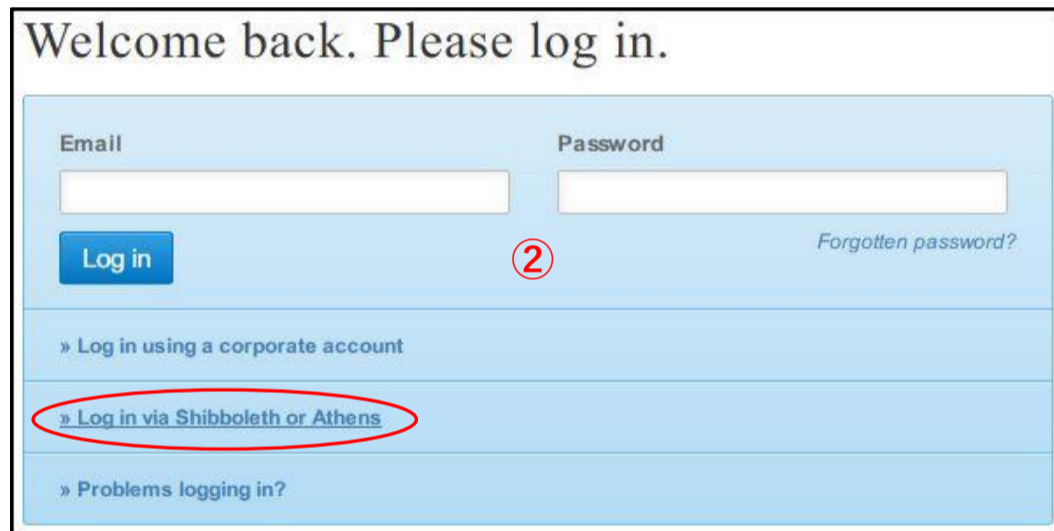 Welcome back. Please log in.
Email
Password
Log in
②
Forgotten password?
» Log in using a corporate account
» Log in via Shibboleth or Athens
» Problems logging in?